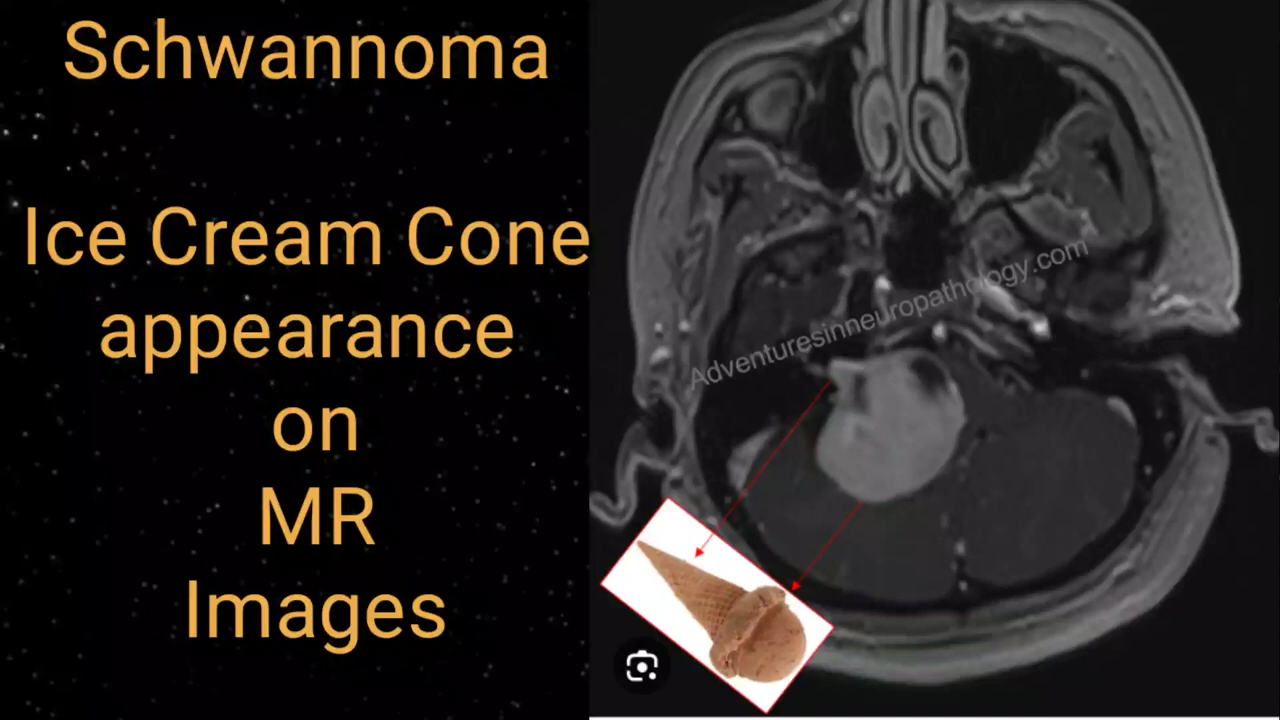 Schwannoma
Ice Cream Cone
appearance
on
MR
Images
Adventuresinneuropathology.com